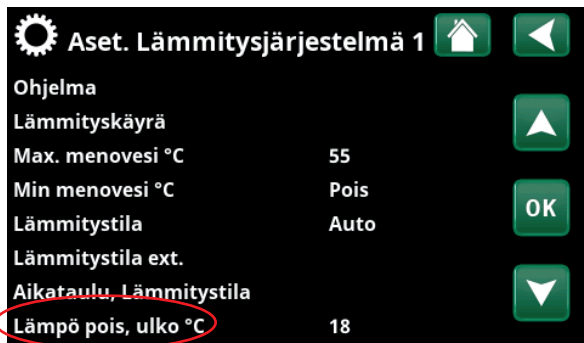 Aset. Lämmitysjärjestelmä 1
Ohjelma
Lämmityskäyrä
Max. menovesi °C 55
Min menovesi °C Pois
Lämmitystila Auto
OK
Lämmitystila ext.
Aikataulu, Lämmitystila
Lämpö pois, ulko °C 18